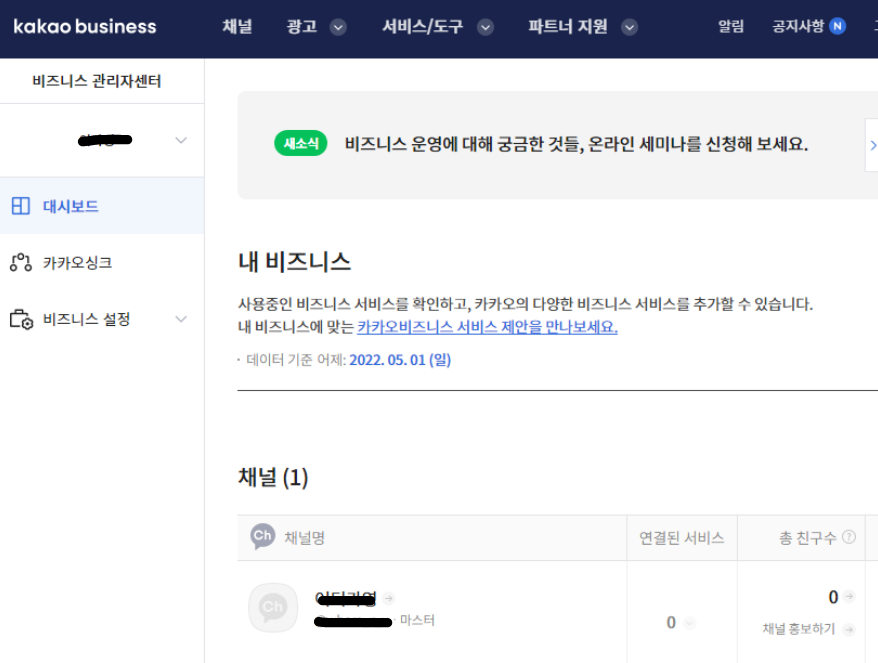 kakao business 채널 광고 서비스/도구 파트너 지원 알림 공지사항 N
비즈니스 관리자센터
대시보드
카카오싱크
비즈니스 설정
새소식 비즈니스 운영에 대해 궁금한 것들, 온라인 세미나를 신청해 보세요.
내 비즈니스
사용중인 비즈니스 서비스를 확인하고, 카카오의 다양한 비즈니스 서비스를 추가할 수 있습니다.
내 비즈니스에 맞는 카카오비즈니스 서비스 제안을 만나보세요.
· 데이터 기준 어제: 2022. 05. 01 (일)
채널 (1)
Ch 채널명 연결된 서비스 총 친구수 ?
Ch
· 마스터
0
0
채널 홍보하기